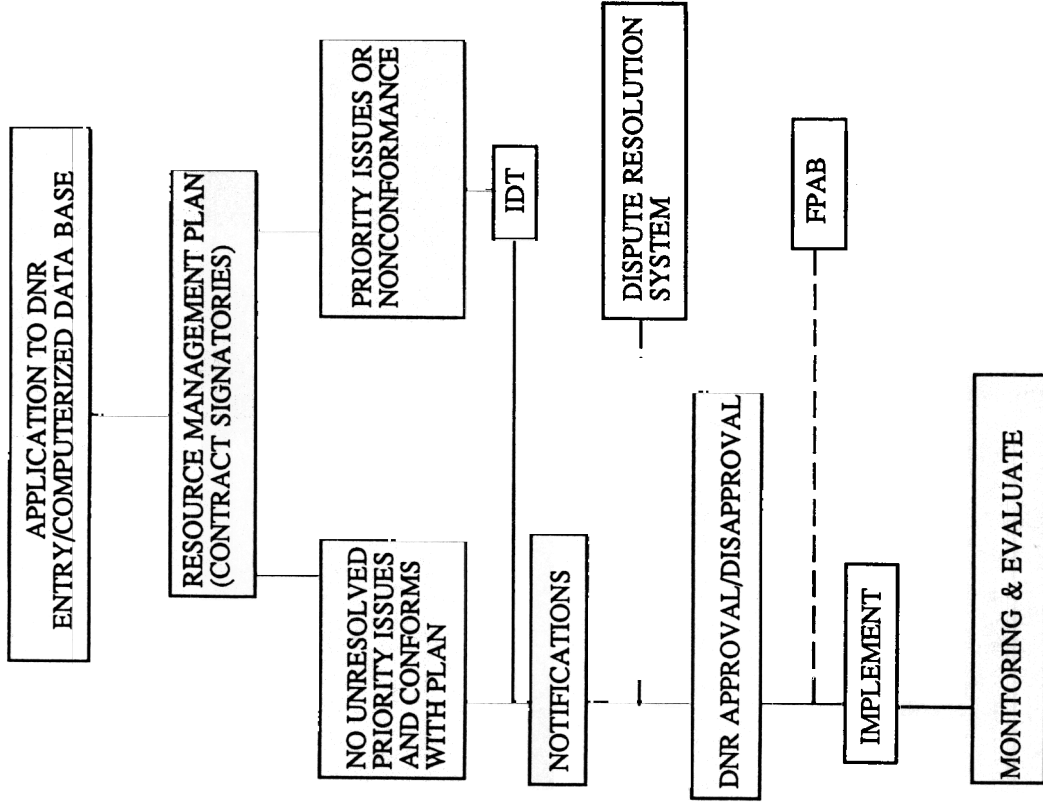 APPLICATION TO DNR
ENTRY/COMPUTERIZED DATA BASE
RESOURCE MANAGEMENT PLAN
(CONTRACT SIGNATORIES)
NO UNRESOLVED
PRIORITY ISSUES
AND CONFORMS
WITH PLAN
PRIORITY ISSUES OR
NONCONFORMANCE
IDT
NOTIFICATIONS
DISPUTE RESOLUTION
SYSTEM
DNR APPROVAL/DISAPPROVAL
FPAB
IMPLEMENT
MONITORING & EVALUATE